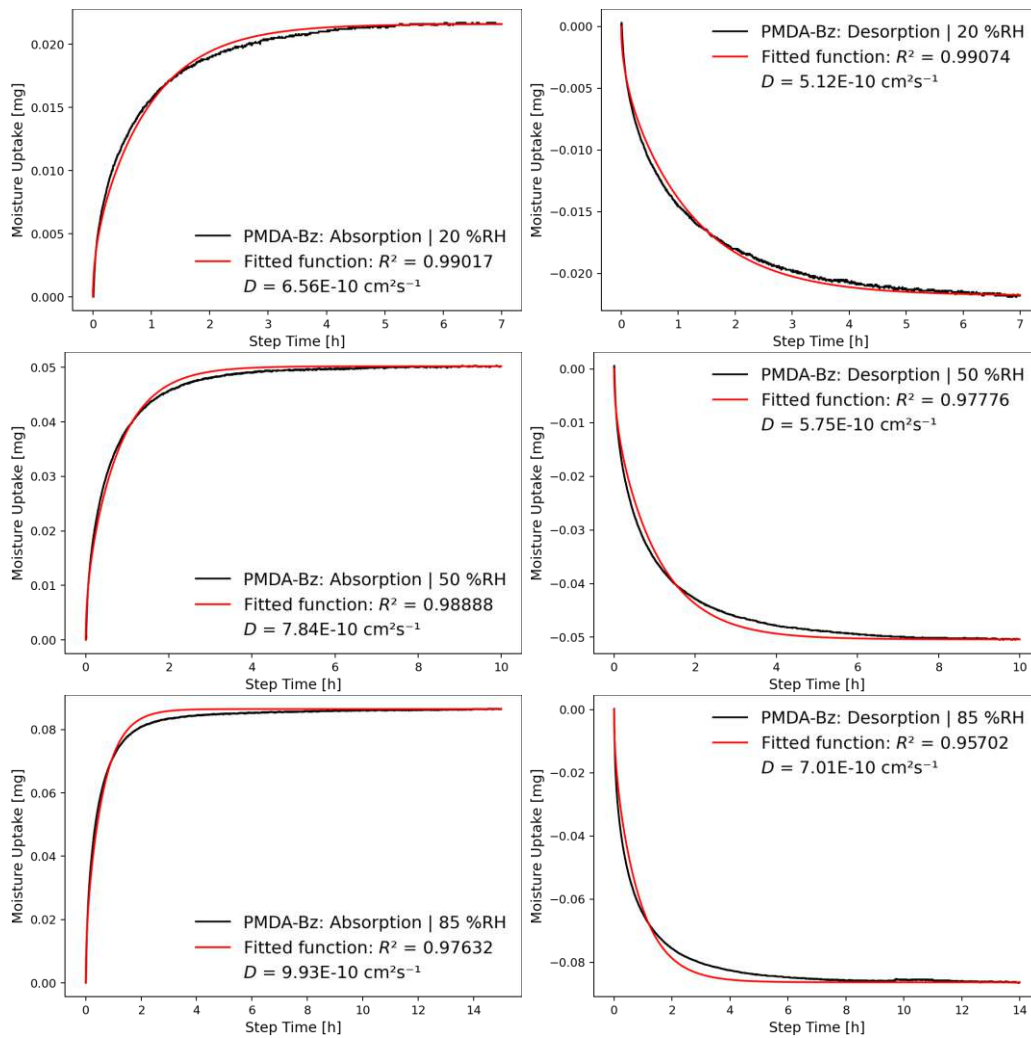 0.020
0.015
0.010
0.005
0.000
Moisture Uptake [mg]
PMDA-Bz: Absorption | 20 %RH
Fitted function: R² = 0.99017
D = 6.56E-10 cm²s⁻¹
0 1 2 3 4 5 6 7
Step Time [h]
0.000
−0.005
−0.010
−0.015
−0.020
Moisture Uptake [mg]
PMDA-Bz: Desorption | 20 %RH
Fitted function: R² = 0.99074
D = 5.12E-10 cm²s⁻¹
0 1 2 3 4 5 6 7
Step Time [h]
0.05
0.04
0.03
0.02
0.01
0.00
Moisture Uptake [mg]
PMDA-Bz: Absorption | 50 %RH
Fitted function: R² = 0.98888
D = 7.84E-10 cm²s⁻¹
0 2 4 6 8 10
Step Time [h]
0.00
−0.01
−0.02
−0.03
−0.04
−0.05
Moisture Uptake [mg]
PMDA-Bz: Desorption | 50 %RH
Fitted function: R² = 0.97776
D = 5.75E-10 cm²s⁻¹
0 2 4 6 8 10
Step Time [h]
0.08
0.06
0.04
0.02
0.00
Moisture Uptake [mg]
PMDA-Bz: Absorption | 85 %RH
Fitted function: R² = 0.97632
D = 9.93E-10 cm²s⁻¹
0 2 4 6 8 10 12 14
Step Time [h]
0.00
−0.02
−0.04
−0.06
−0.08
Moisture Uptake [mg]
PMDA-Bz: Desorption | 85 %RH
Fitted function: R² = 0.95702
D = 7.01E-10 cm²s⁻¹
0 2 4 6 8 10 12 14
Step Time [h]